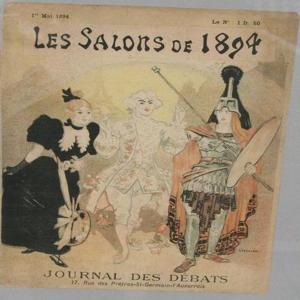 1er Mai 1894
Le No : 1 fr. 50
LES SALONS DE 1894
JOURNAL DES DÉBATS
17, Rue des Prêtres-St-Germain-l'Auxerrois